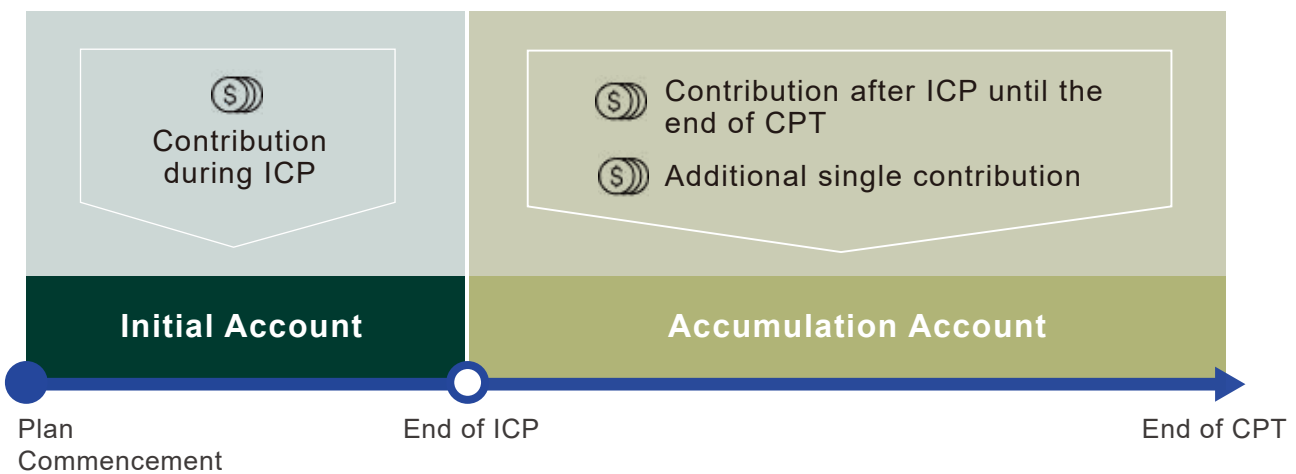 Contribution
during ICP
Contribution after ICP until the
end of CPT
Additional single contribution
Initial Account
Accumulation Account
Plan
Commencement
End of ICP
End of CPT